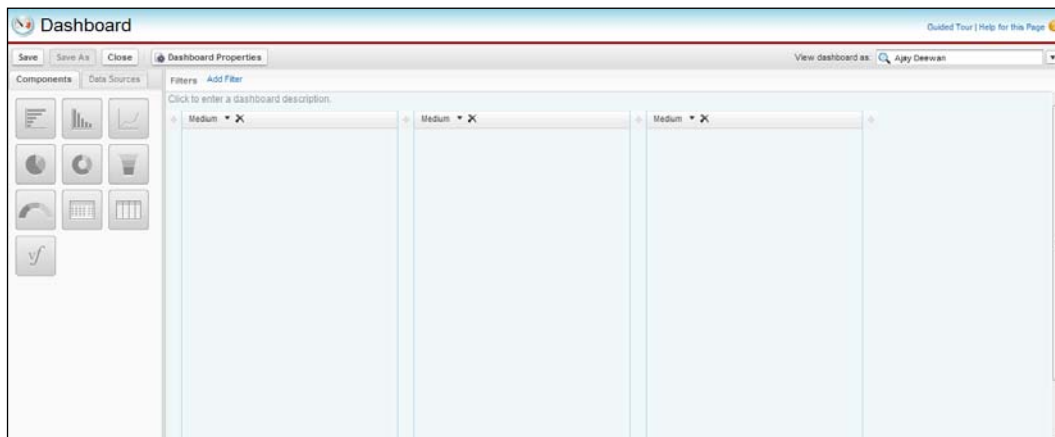 Dashboard
Guided Tour | Help for this Page
Save Save As Close Dashboard Properties View dashboard as: Ajay Deewan
Components Data Sources Filters Add Filter
Click to enter a dashboard description.
Medium Medium Medium
vf